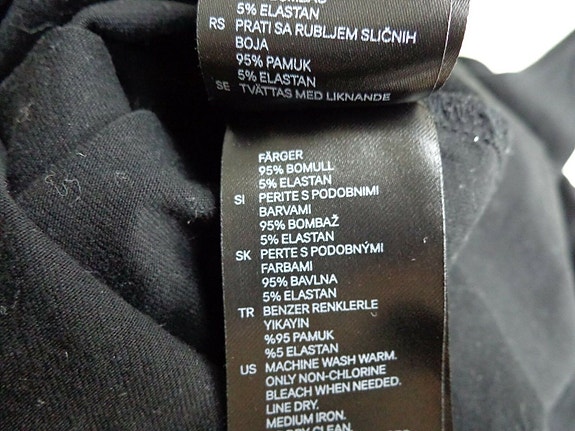 5% ELASTAN
RS PRATI SA RUBLJEM SLIČNIH
BOJA
95% PAMUK
5% ELASTAN
SE TVÄTTAS MED LIKNANDE
FÄRGER
95% BOMULL
5% ELASTAN
SI PERITE S PODOBNIMI
BARVAMI
95% BOMBAŽ
5% ELASTAN
SK PERTE S PODOBNÝMI
FARBAMI
95% BAVLNA
5% ELASTAN
TR BENZER RENKLERLE
YIKAYIN
%95 PAMUK
%5 ELASTAN
US MACHINE WASH WARM.
ONLY NON-CHLORINE
BLEACH WHEN NEEDED.
LINE DRY.
MEDIUM IRON.
CLEAN.